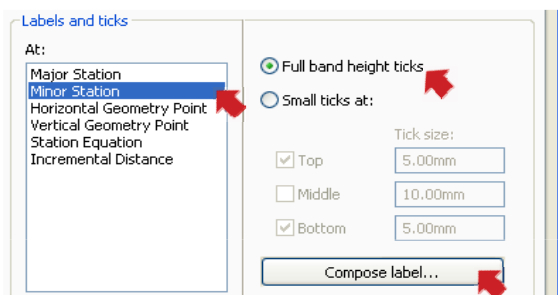 Labels and ticks
At:
Major Station
Minor Station
Horizontal Geometry Point
Vertical Geometry Point
Station Equation
Incremental Distance
Full band height ticks
Small ticks at:
Tick size:
Top 5.00mm
Middle 10.00mm
Bottom 5.00mm
Compose label...